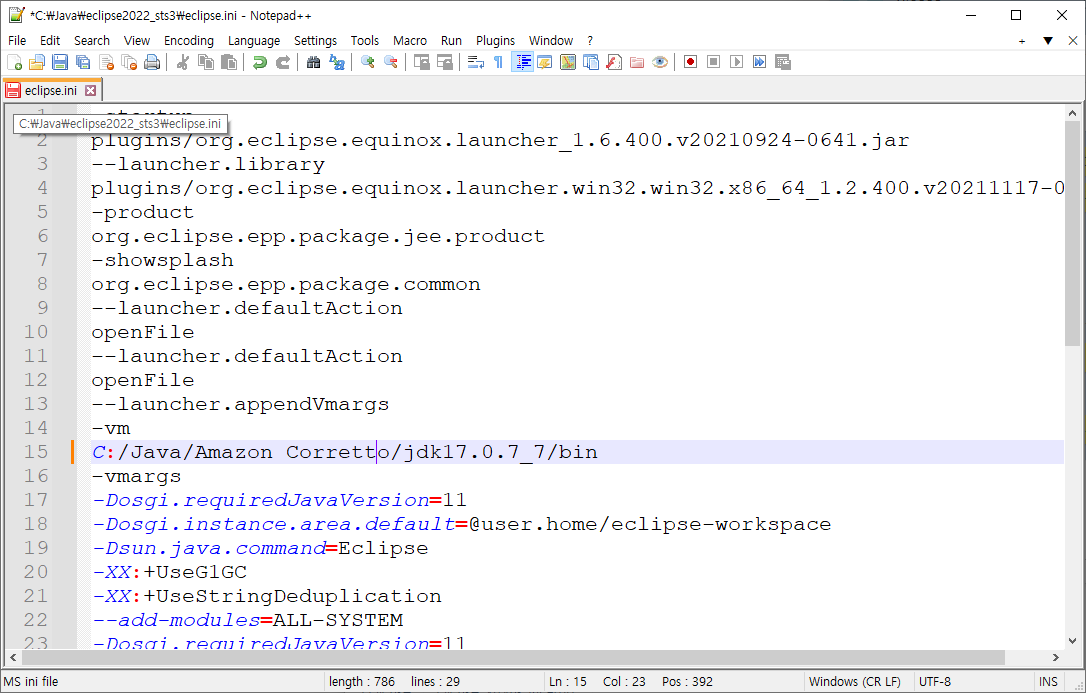 *C:₩Java₩eclipse2022_sts3₩eclipse.ini - Notepad++
File Edit Search View Encoding Language Settings Tools Macro Run Plugins Window ?
eclipse.ini
C:₩Java₩eclipse2022_sts3₩eclipse.ini
2 plugins/org.eclipse.equinox.launcher_1.6.400.v20210924-0641.jar
3 --launcher.library
4 plugins/org.eclipse.equinox.launcher.win32.win32.x86_64_1.2.400.v20211117-0
5 -product
6 org.eclipse.epp.package.jee.product
7 -showsplash
8 org.eclipse.epp.package.common
9 --launcher.defaultAction
10 openFile
11 --launcher.defaultAction
12 openFile
13 --launcher.appendVmargs
14 -vm
15 C:/Java/Amazon Corretto/jdk17.0.7_7/bin
16 -vmargs
17 -Dosgi.requiredJavaVersion=11
18 -Dosgi.instance.area.default=@user.home/eclipse-workspace
19 -Dsun.java.command=Eclipse
20 -XX:+UseG1GC
21 -XX:+UseStringDeduplication
22 --add-modules=ALL-SYSTEM
23 -Dosgi.requiredJavaVersion=11
MS ini file length : 786 lines : 29 Ln : 15 Col : 23 Pos : 392 Windows (CR LF) UTF-8 INS